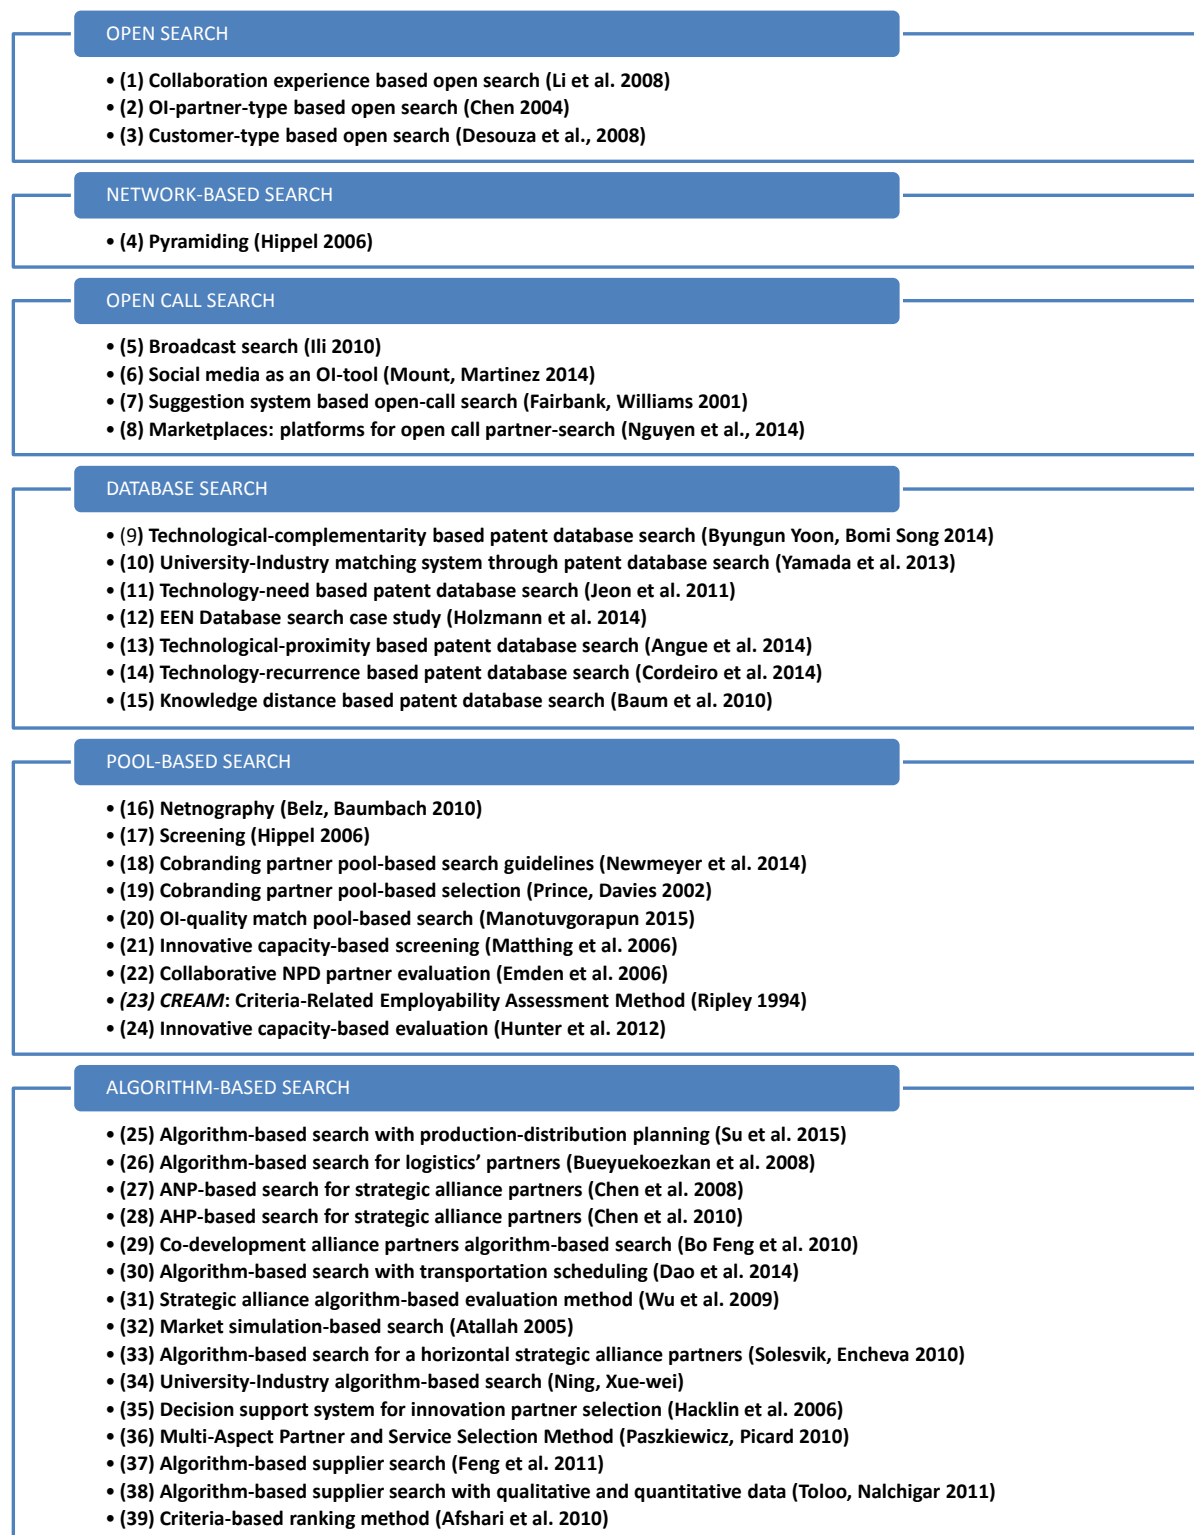 OPEN SEARCH
• (1) Collaboration experience based open search (Li et al. 2008)
• (2) OI-partner-type based open search (Chen 2004)
• (3) Customer-type based open search (Desouza et al., 2008)
NETWORK-BASED SEARCH
• (4) Pyramiding (Hippel 2006)
OPEN CALL SEARCH
• (5) Broadcast search (Ili 2010)
• (6) Social media as an OI-tool (Mount, Martinez 2014)
• (7) Suggestion system based open-call search (Fairbank, Williams 2001)
• (8) Marketplaces: platforms for open call partner-search (Nguyen et al., 2014)
DATABASE SEARCH
• (9) Technological-complementarity based patent database search (Byungun Yoon, Bomi Song 2014)
• (10) University-Industry matching system through patent database search (Yamada et al. 2013)
• (11) Technology-need based patent database search (Jeon et al. 2011)
• (12) EEN Database search case study (Holzmann et al. 2014)
• (13) Technological-proximity based patent database search (Angue et al. 2014)
• (14) Technology-recurrence based patent database search (Cordeiro et al. 2014)
• (15) Knowledge distance based patent database search (Baum et al. 2010)
POOL-BASED SEARCH
• (16) Netnography (Belz, Baumbach 2010)
• (17) Screening (Hippel 2006)
• (18) Cobranding partner pool-based search guidelines (Newmeyer et al. 2014)
• (19) Cobranding partner pool-based selection (Prince, Davies 2002)
• (20) OI-quality match pool-based search (Manotuvgorapun 2015)
• (21) Innovative capacity-based screening (Matthing et al. 2006)
• (22) Collaborative NPD partner evaluation (Emden et al. 2006)
• (23) CREAM: Criteria-Related Employability Assessment Method (Ripley 1994)
• (24) Innovative capacity-based evaluation (Hunter et al. 2012)
ALGORITHM-BASED SEARCH
• (25) Algorithm-based search with production-distribution planning (Su et al. 2015)
• (26) Algorithm-based search for logistics’ partners (Bueyuekoezkan et al. 2008)
• (27) ANP-based search for strategic alliance partners (Chen et al. 2008)
• (28) AHP-based search for strategic alliance partners (Chen et al. 2010)
• (29) Co-development alliance partners algorithm-based search (Bo Feng et al. 2010)
• (30) Algorithm-based search with transportation scheduling (Dao et al. 2014)
• (31) Strategic alliance algorithm-based evaluation method (Wu et al. 2009)
• (32) Market simulation-based search (Atallah 2005)
• (33) Algorithm-based search for a horizontal strategic alliance partners (Solesvik, Encheva 2010)
• (34) University-Industry algorithm-based search (Ning, Xue-wei)
• (35) Decision support system for innovation partner selection (Hacklin et al. 2006)
• (36) Multi-Aspect Partner and Service Selection Method (Paszkiewicz, Picard 2010)
• (37) Algorithm-based supplier search (Feng et al. 2011)
• (38) Algorithm-based supplier search with qualitative and quantitative data (Toloo, Nalchigar 2011)
• (39) Criteria-based ranking method (Afshari et al. 2010)